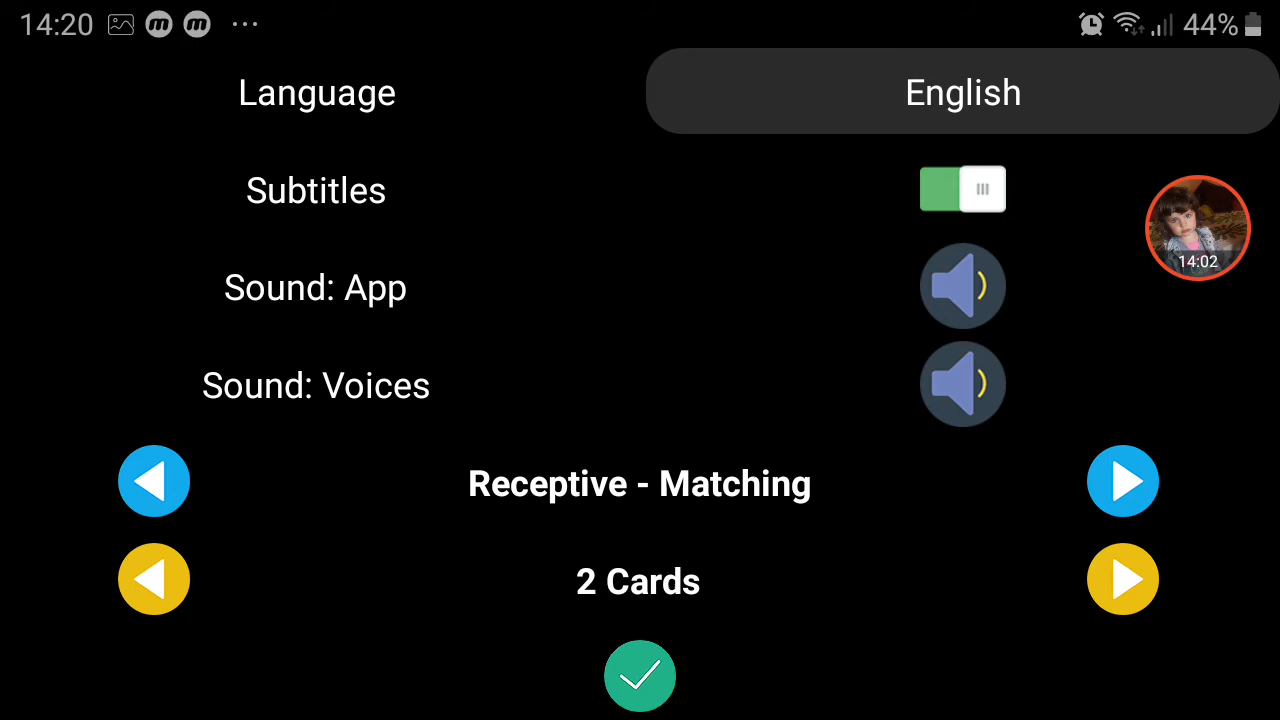 14:20 ... 44%
Language English
Subtitles
14:02
Sound: App
Sound: Voices
Receptive - Matching
2 Cards